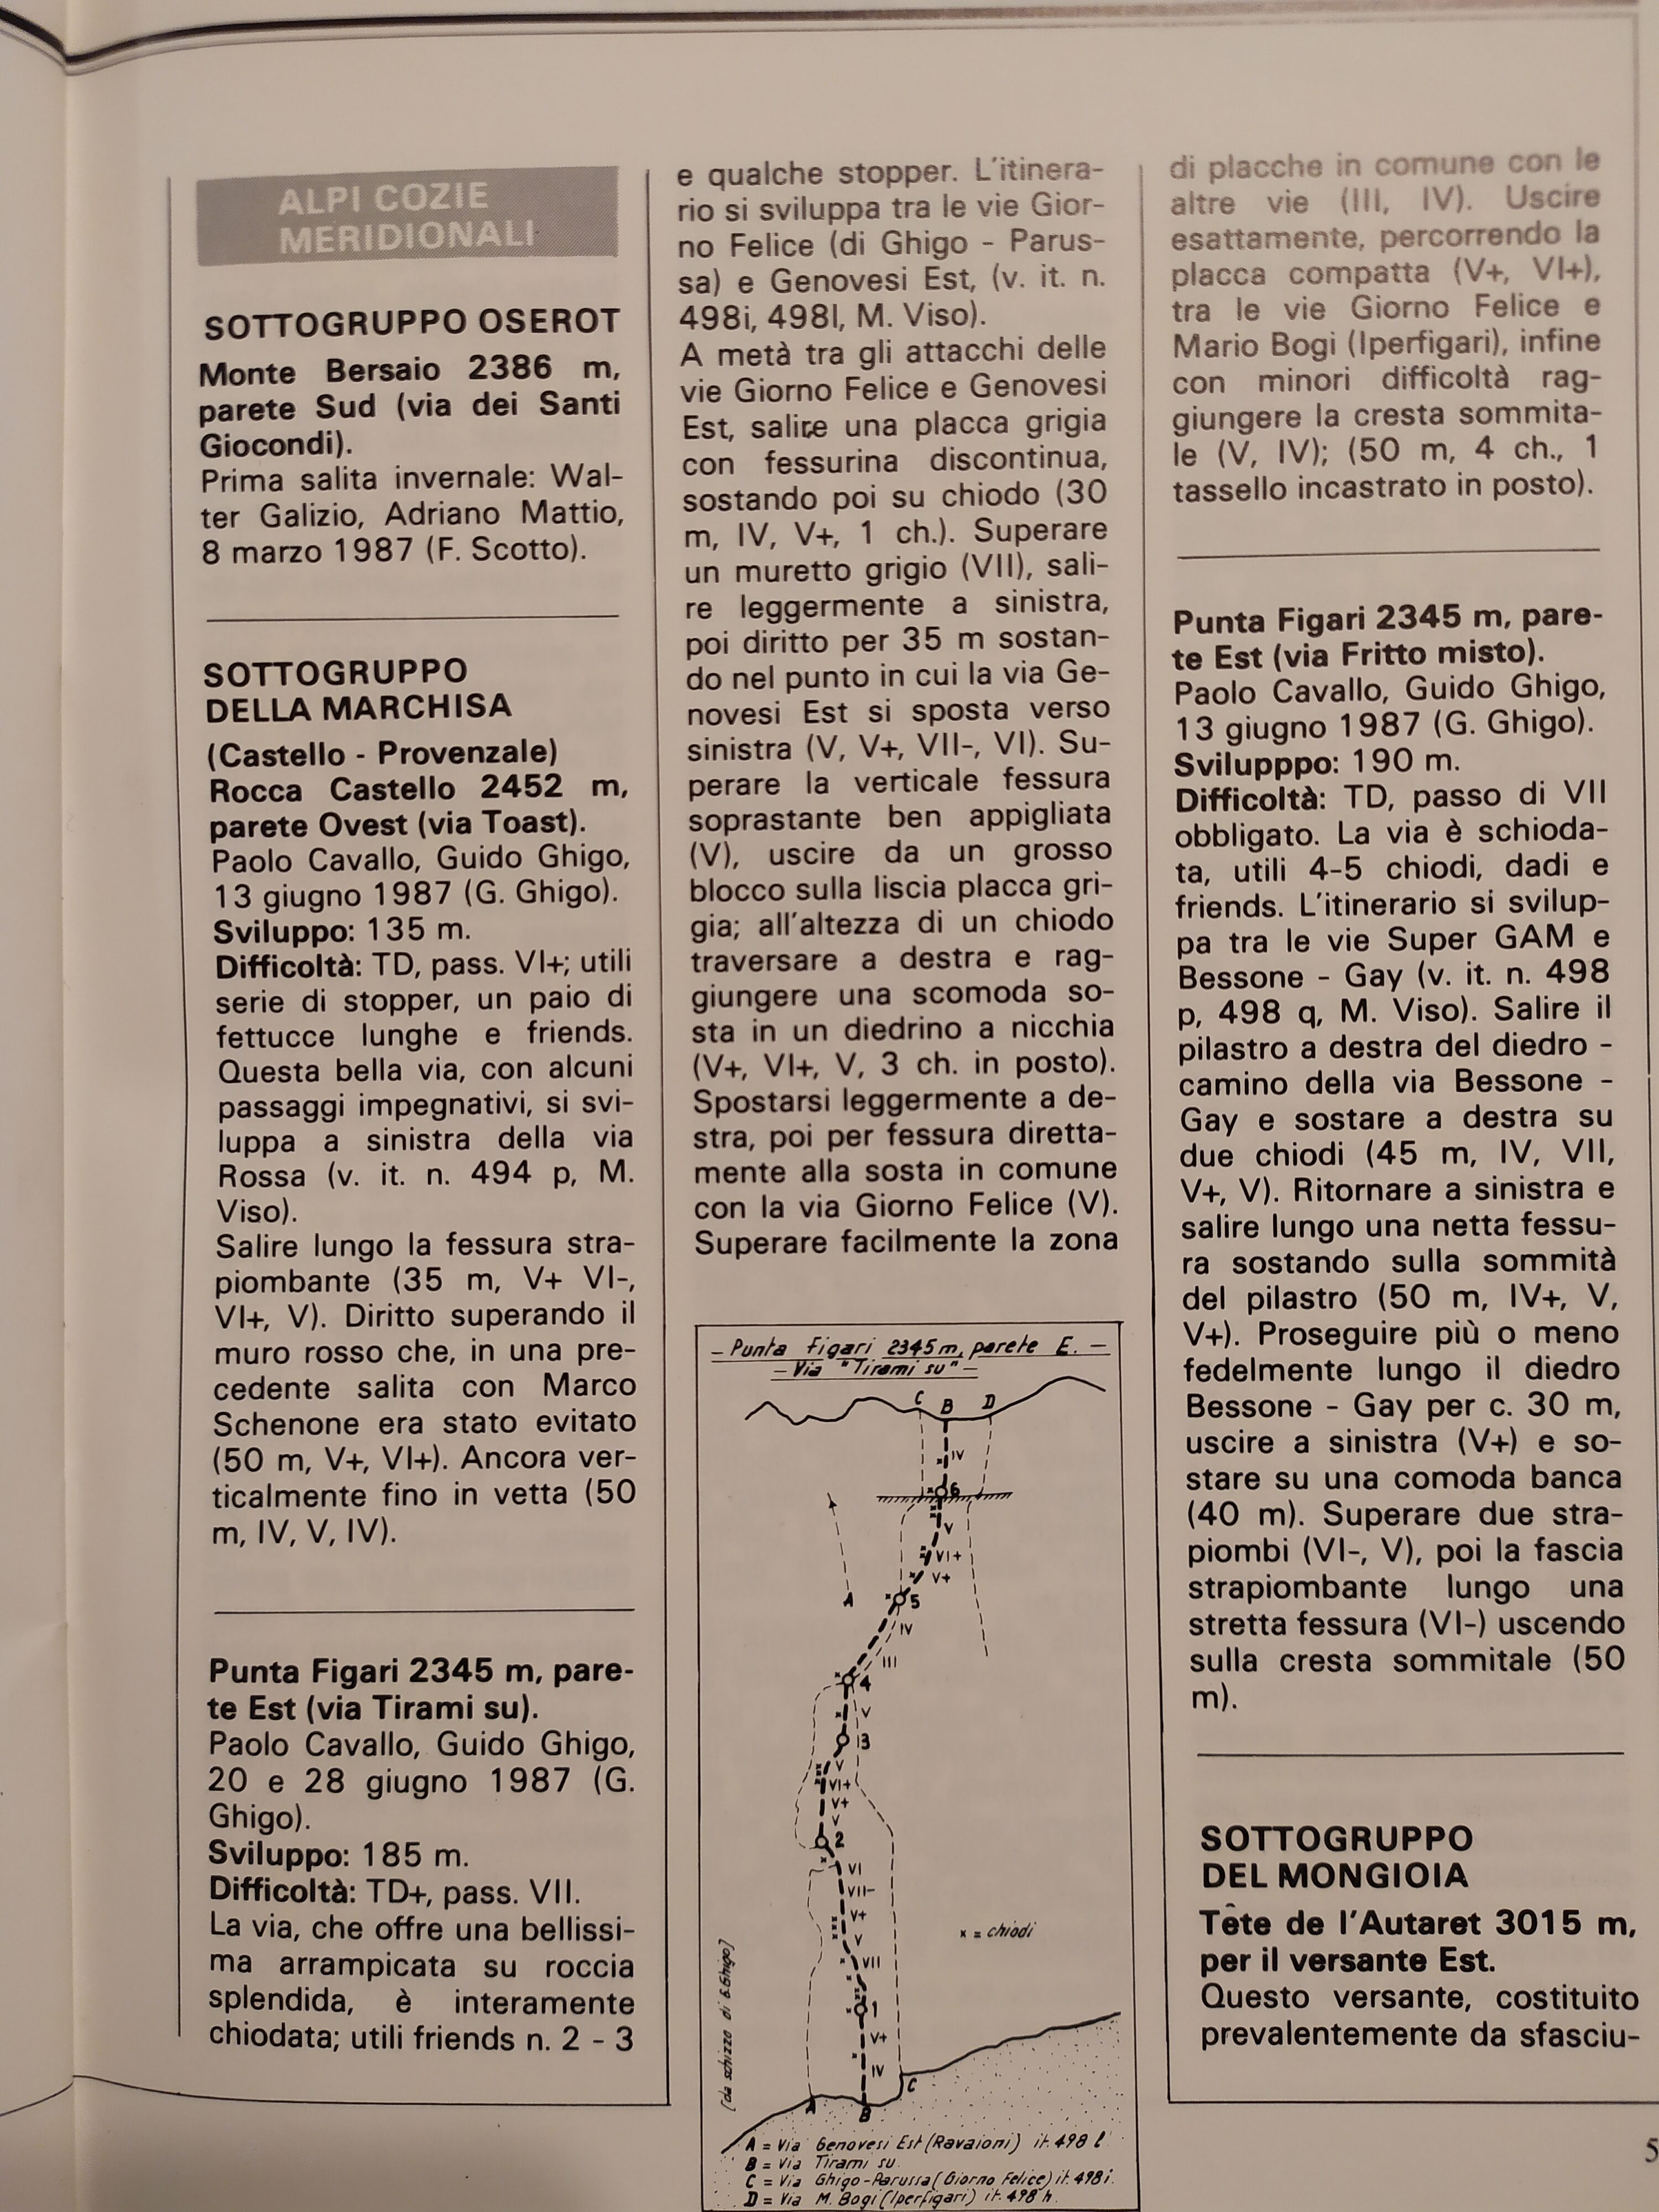 ALPI COZIE
MERIDIONALI
SOTTOGRUPPO OSEROT
Monte Bersaio 2386 m,
parete Sud (via dei Santi
Giocondi).
Prima salita invernale: Wal-
ter Galizio, Adriano Mattio,
8 marzo 1987 (F. Scotto).
SOTTOGRUPPO
DELLA MARCHISA
(Castello - Provenzale)
Rocca Castello 2452 m,
parete Ovest (via Toast).
Paolo Cavallo, Guido Ghigo,
13 giugno 1987 (G. Ghigo).
Sviluppo: 135 m.
Difficoltà: TD, pass. VI+; utili
serie di stopper, un paio di
fettucce lunghe e friends.
Questa bella via, con alcuni
passaggi impegnativi, si svi-
luppa a sinistra della via
Rossa (v. it. n. 494 p, M.
Viso).
Salire lungo la fessura stra-
piombante (35 m, V+ VI-,
VI+, V). Diritto superando il
muro rosso che, in una pre-
cedente salita con Marco
Schenone era stato evitato
(50 m, V+, VI+). Ancora ver-
ticalmente fino in vetta (50
m, IV, V, IV).
Punta Figari 2345 m, pare-
te Est (via Tirami su).
Paolo Cavallo, Guido Ghigo,
20 e 28 giugno 1987 (G.
Ghigo).
Sviluppo: 185 m.
Difficoltà: TD+, pass. VII.
La via, che offre una bellissi-
ma arrampicata su roccia
splendida, è interamente
chiodata; utili friends n. 2 - 3
e qualche stopper. L'itinera-
rio si sviluppa tra le vie Gior-
no Felice (di Ghigo - Parus-
sa) e Genovesi Est, (v. it. n.
498i, 498l, M. Viso).
A metà tra gli attacchi delle
vie Giorno Felice e Genovesi
Est, salire una placca grigia
con fessurina discontinua,
sostando poi su chiodo (30
m, IV, V+, 1 ch.). Superare
un muretto grigio (VII), sali-
re leggermente a sinistra,
poi diritto per 35 m sostan-
do nel punto in cui la via Ge-
novesi Est si sposta verso
sinistra (V, V+, VII-, VI). Su-
perare la verticale fessura
soprastante ben appigliata
(V), uscire da un grosso
blocco sulla liscia placca gri-
gia; all'altezza di un chiodo
traversare a destra e rag-
giungere una scomoda so-
sta in un diedrino a nicchia
(V+, VI+, V, 3 ch. in posto).
Spostarsi leggermente a de-
stra, poi per fessura diretta-
mente alla sosta in comune
con la via Giorno Felice (V).
Superare facilmente la zona
- Punta Figari 2345 m, parete E. -
- Via "Tirami su" -
C B D
IV
6
V
VI+
V+
A
5
IV
III
4
V
3
V
VI+
V+
V
2
VI
VII-
V+
V
x = chiodi
VII
1
V+
IV
C
A
B
(da schizzo di G. Ghigo)
A = Via Genovesi Est (Ravaioni) it. 498 l
B = Via Tirami su.
C = Via Ghigo-Parussa (Giorno Felice) it. 498 i.
D = Via M. Bogi (Iperfigari) it. 498 h.
di placche in comune con le
altre vie (III, IV). Uscire
esattamente, percorrendo la
placca compatta (V+, VI+),
tra le vie Giorno Felice e
Mario Bogi (Iperfigari), infine
con minori difficoltà rag-
giungere la cresta sommita-
le (V, IV); (50 m, 4 ch., 1
tassello incastrato in posto).
Punta Figari 2345 m, pare-
te Est (via Fritto misto).
Paolo Cavallo, Guido Ghigo,
13 giugno 1987 (G. Ghigo).
Svilupppo: 190 m.
Difficoltà: TD, passo di VII
obbligato. La via è schioda-
ta, utili 4-5 chiodi, dadi e
friends. L'itinerario si svilup-
pa tra le vie Super GAM e
Bessone - Gay (v. it. n. 498
p, 498 q, M. Viso). Salire il
pilastro a destra del diedro -
camino della via Bessone -
Gay e sostare a destra su
due chiodi (45 m, IV, VII,
V+, V). Ritornare a sinistra e
salire lungo una netta fessu-
ra sostando sulla sommità
del pilastro (50 m, IV+, V,
V+). Proseguire più o meno
fedelmente lungo il diedro
Bessone - Gay per c. 30 m,
uscire a sinistra (V+) e so-
stare su una comoda banca
(40 m). Superare due stra-
piombi (VI-, V), poi la fascia
strapiombante lungo una
stretta fessura (VI-) uscendo
sulla cresta sommitale (50
m).
SOTTOGRUPPO
DEL MONGIOIA
Tête de l'Autaret 3015 m,
per il versante Est.
Questo versante, costituito
prevalentemente da sfasciu-
5